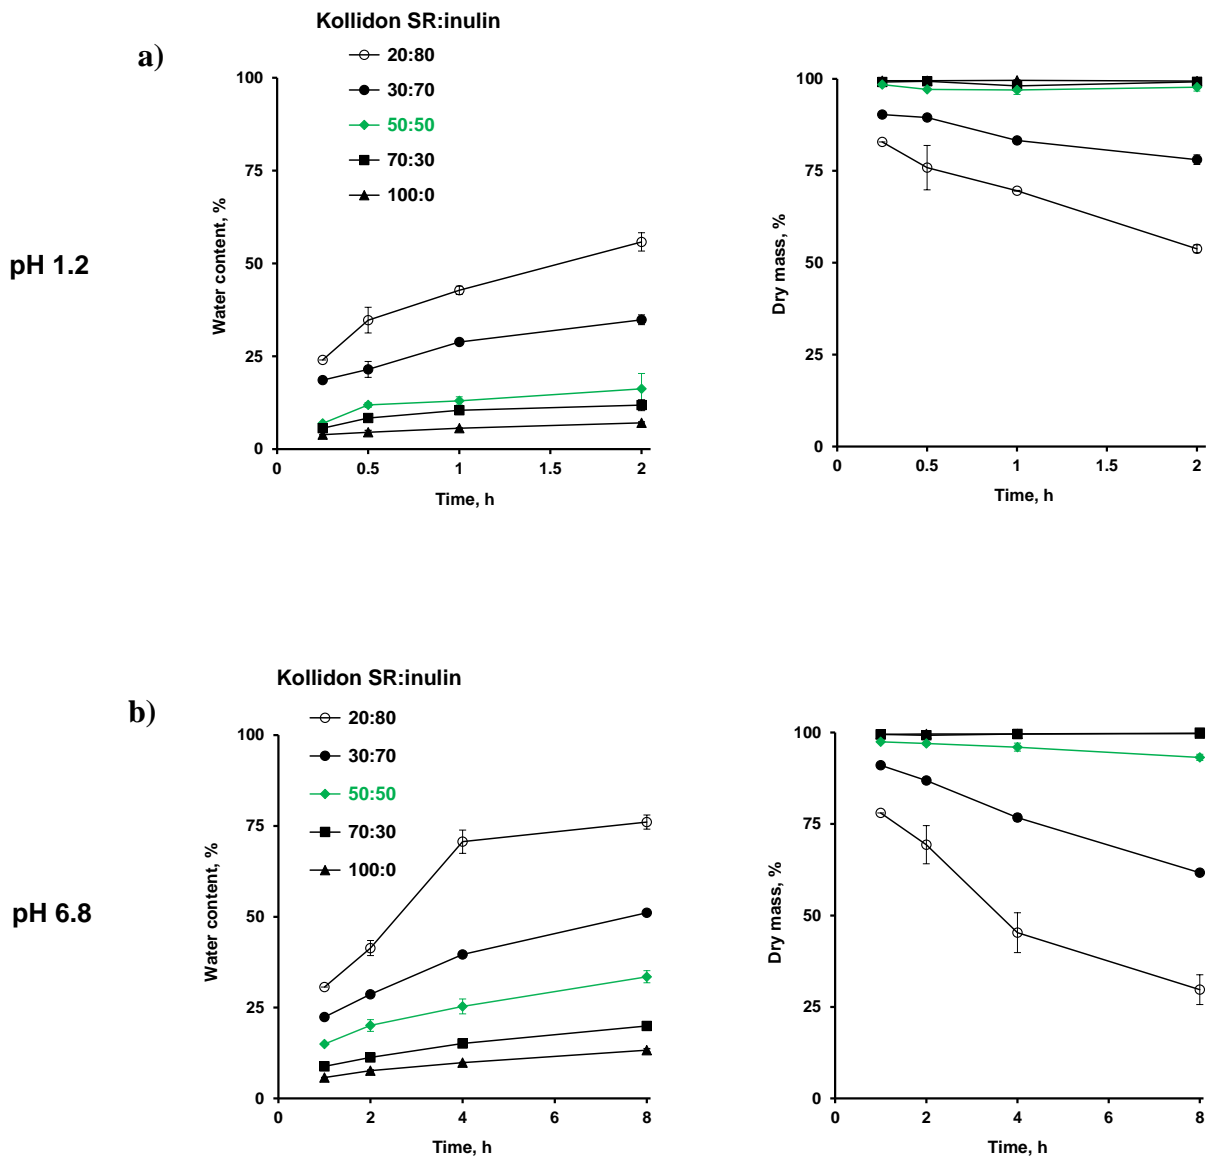 Kollidon SR:inulin
a)
20:80
30:70
50:50
70:30
100:0
pH 1.2
Water content, %
100
75
50
25
0
0 0.5 1 1.5 2
Time, h
Dry mass, %
100
75
50
25
0
0 0.5 1 1.5 2
Time, h
Kollidon SR:inulin
b)
20:80
30:70
50:50
70:30
100:0
pH 6.8
Water content, %
100
75
50
25
0
0 2 4 6 8
Time, h
Dry mass, %
100
75
50
25
0
0 2 4 6 8
Time, h